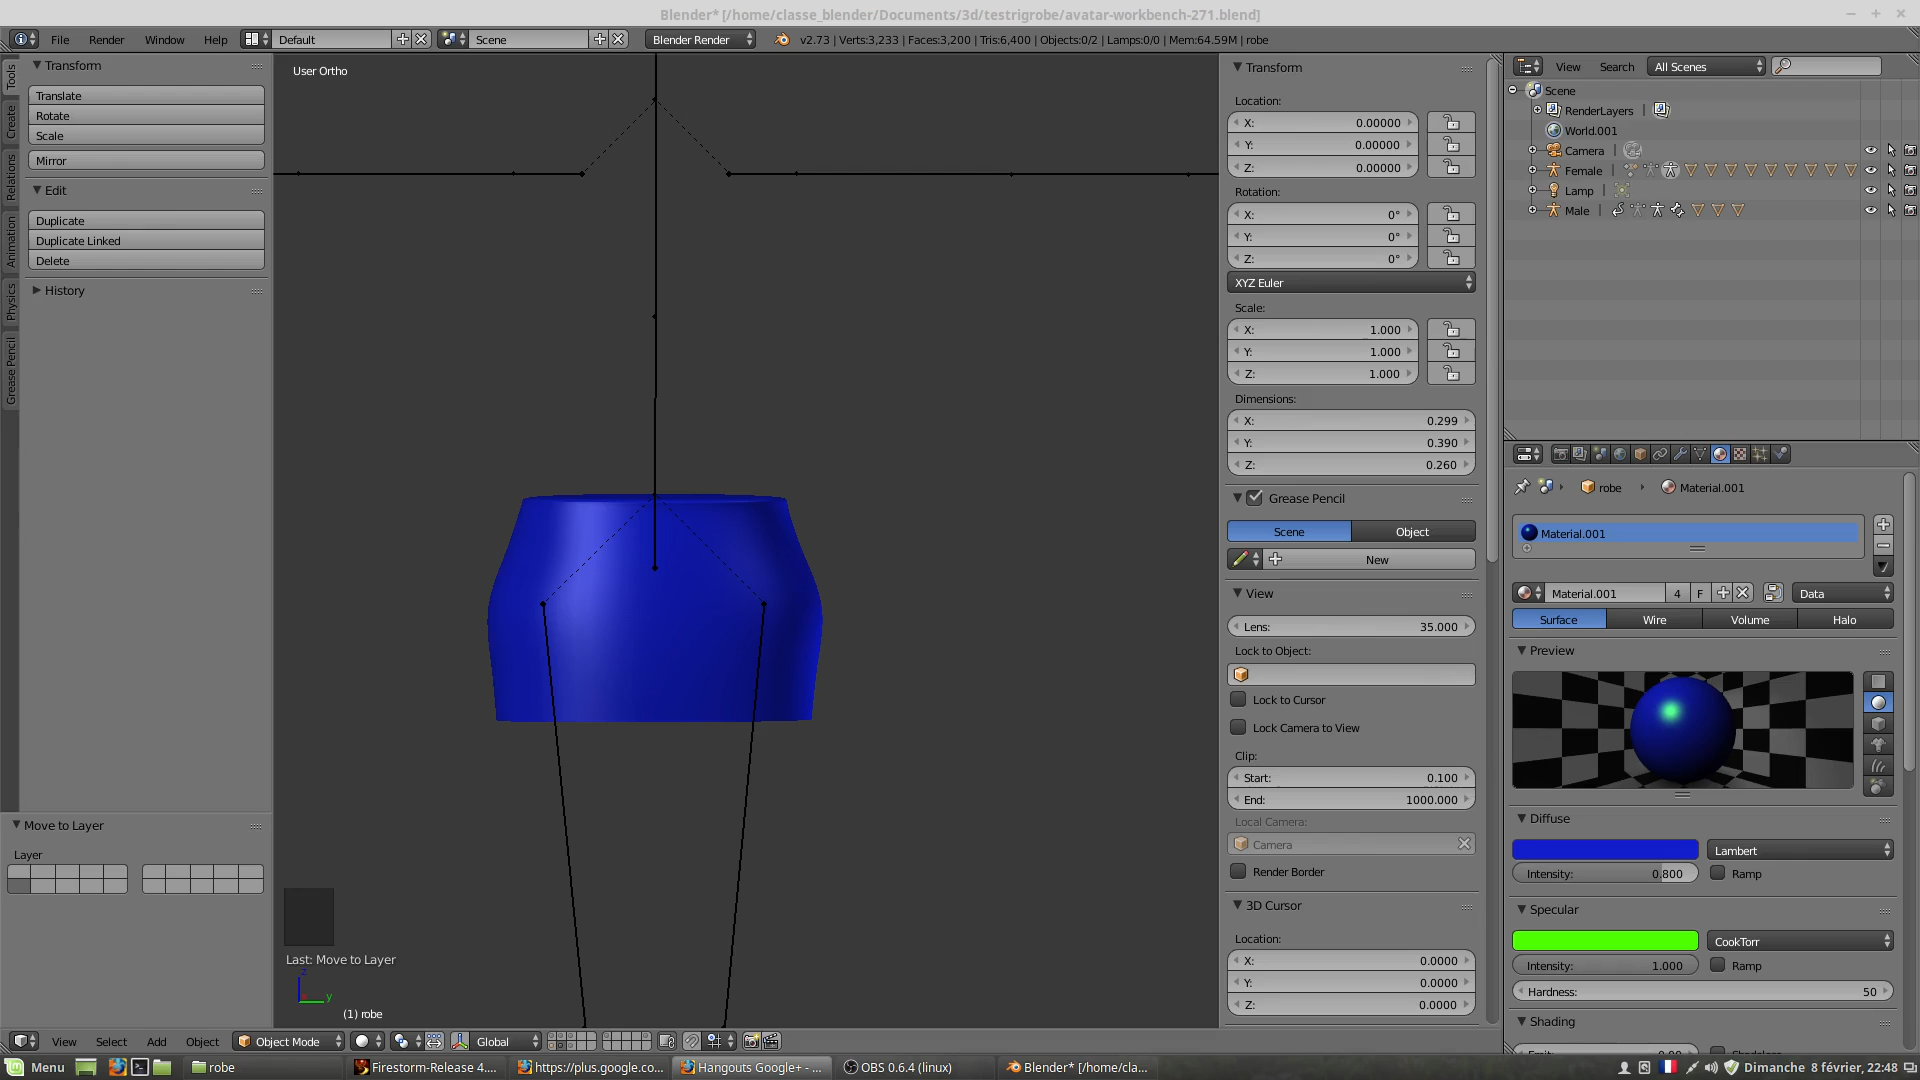 Blender* [/home/classe_blender/Documents/3d/testrigrobe/avatar-workbench-271.blend]
File Render Window Help Default Scene Blender Render v2.73 | Verts:3,233 | Faces:3,200 | Tris:6,400 | Objects:0/2 | Lamps:0/0 | Mem:64.59M | robe
Tools
Create
Relations
Animation
Physics
Grease Pencil
Transform
Translate
Rotate
Scale
Mirror
Edit
Duplicate
Duplicate Linked
Delete
History
Move to Layer
Layer
User Ortho
Last: Move to Layer
z
y
(1) robe
Transform
Location:
X: 0.00000
Y: 0.00000
Z: 0.00000
Rotation:
X: 0°
Y: 0°
Z: 0°
XYZ Euler
Scale:
X: 1.000
Y: 1.000
Z: 1.000
Dimensions:
X: 0.299
Y: 0.390
Z: 0.260
Grease Pencil
Scene Object
New
View
Lens: 35.000
Lock to Object:
Lock to Cursor
Lock Camera to View
Clip:
Start: 0.100
End: 1000.000
Local Camera:
Camera
Render Border
3D Cursor
Location:
X: 0.0000
Y: 0.0000
Z: 0.0000
View Search All Scenes
Scene
RenderLayers |
World.001
Camera |
Female |
Lamp |
Male |
robe Material.001
Material.001
Material.001 4 F Data
Surface Wire Volume Halo
Preview
Diffuse
Lambert
Intensity: 0.800 Ramp
Specular
CookTorr
Intensity: 1.000 Ramp
Hardness: 50
Shading
View Select Add Object Object Mode Global
Menu robe Firestorm-Release 4.... https://plus.google.co... Hangouts Google+ - ... OBS 0.6.4 (linux) Blender* [/home/cla... Dimanche 8 février, 22:48